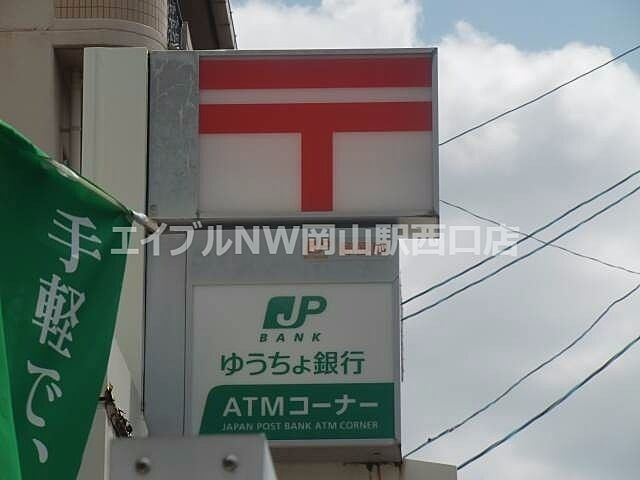 〒
エイブルNW岡山駅西口店
手軽で、
JP
BANK
ゆうちょ銀行
ATMコーナー
JAPAN POST BANK ATM CORNER